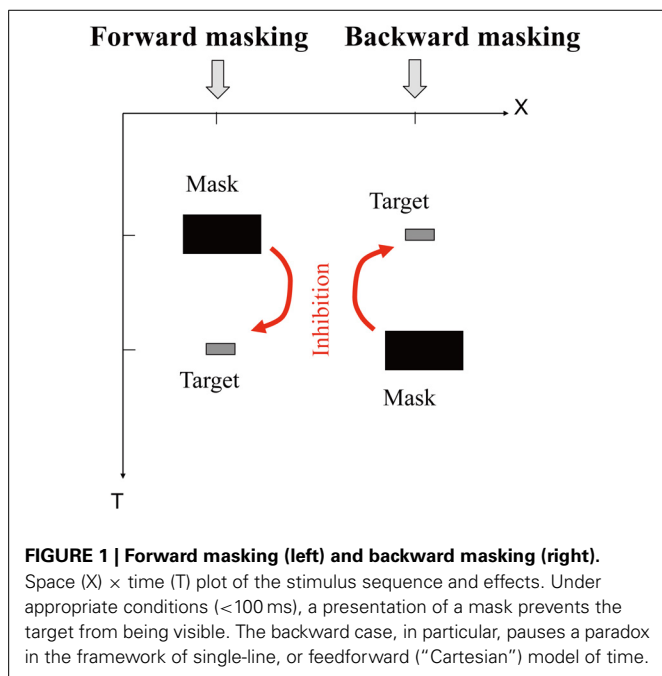 Forward masking Backward masking
X
Mask
Target
Inhibition
Target
Mask
T
FIGURE 1 | Forward masking (left) and backward masking (right).
Space (X) × time (T) plot of the stimulus sequence and effects. Under
appropriate conditions (<100 ms), a presentation of a mask prevents the
target from being visible. The backward case, in particular, pauses a paradox
in the framework of single-line, or feedforward (“Cartesian”) model of time.